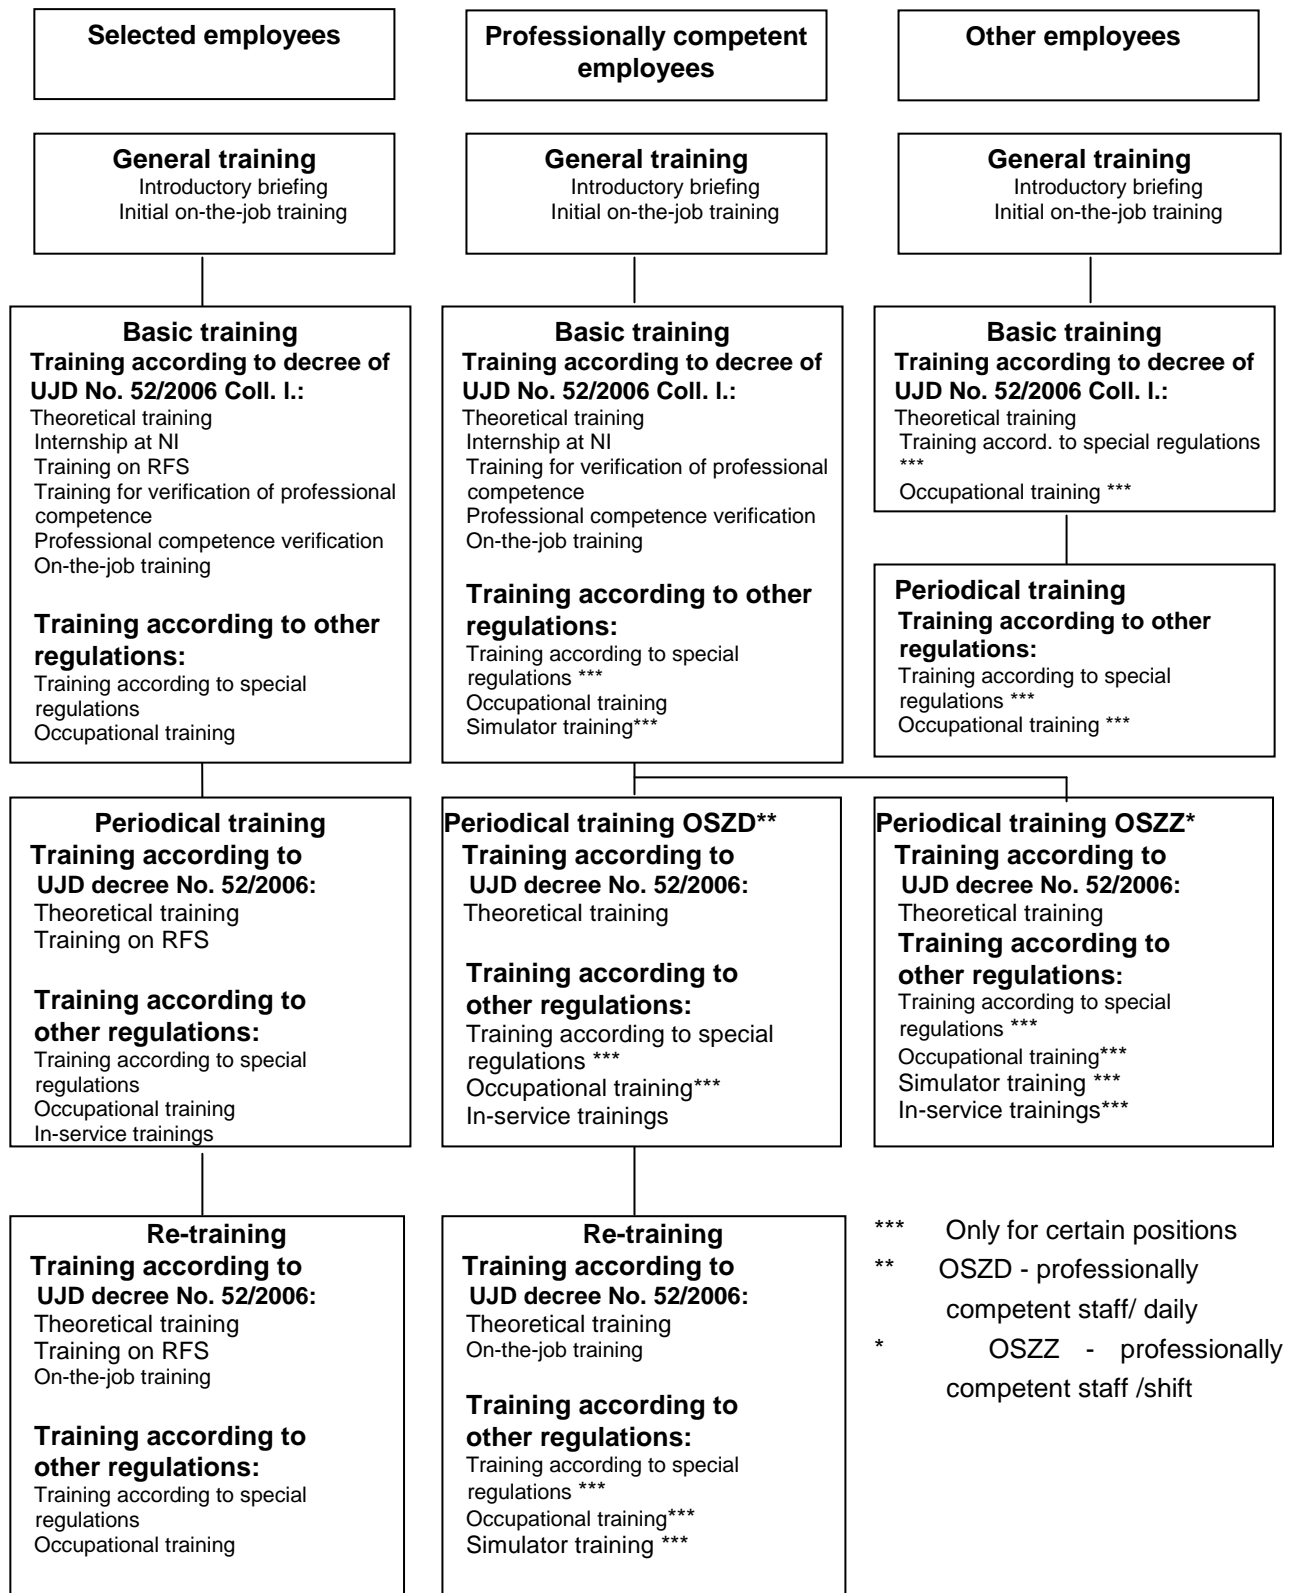 Selected employees
Professionally competent
employees
Other employees
General training
Introductory briefing
Initial on-the-job training
General training
Introductory briefing
Initial on-the-job training
General training
Introductory briefing
Initial on-the-job training
Basic training
Training according to decree of
UJD No. 52/2006 Coll. I.:
Theoretical training
Internship at NI
Training on RFS
Training for verification of professional
competence
Professional competence verification
On-the-job training
Training according to other
regulations:
Training according to special
regulations
Occupational training
Basic training
Training according to decree of
UJD No. 52/2006 Coll. I.:
Theoretical training
Internship at NI
Training for verification of professional
competence
Professional competence verification
On-the-job training
Training according to other
regulations:
Training according to special
regulations ***
Occupational training
Simulator training***
Basic training
Training according to decree of
UJD No. 52/2006 Coll. I.:
Theoretical training
Training accord. to special regulations
***
Occupational training ***
Periodical training
Training according to other
regulations:
Training according to special
regulations ***
Occupational training ***
Periodical training
Training according to
UJD decree No. 52/2006:
Theoretical training
Training on RFS
Training according to
other regulations:
Training according to special
regulations
Occupational training
In-service trainings
Periodical training OSZD**
Training according to
UJD decree No. 52/2006:
Theoretical training
Training according to
other regulations:
Training according to special
regulations ***
Occupational training***
In-service trainings
Periodical training OSZZ*
Training according to
UJD decree No. 52/2006:
Theoretical training
Training according to
other regulations:
Training according to special
regulations ***
Occupational training***
Simulator training ***
In-service trainings***
Re-training
Training according to
UJD decree No. 52/2006:
Theoretical training
Training on RFS
On-the-job training
Training according to
other regulations:
Training according to special
regulations
Occupational training
Re-training
Training according to
UJD decree No. 52/2006:
Theoretical training
On-the-job training
Training according to
other regulations:
Training according to special
regulations ***
Occupational training***
Simulator training ***
*** Only for certain positions
** OSZD - professionally
competent staff/ daily
* OSZZ - professionally
competent staff /shift